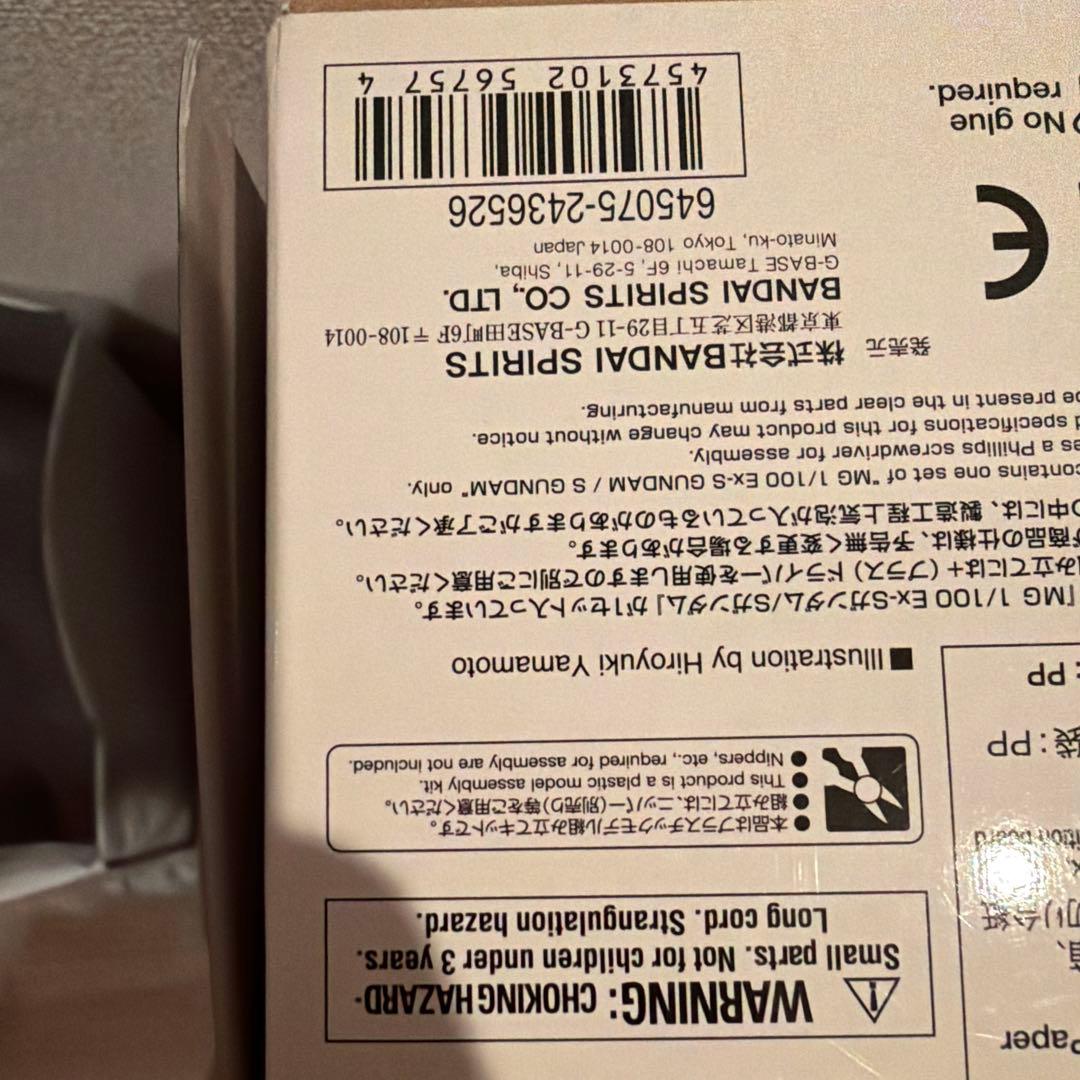 Paper
WARNING: CHOKING HAZARD-
Small parts. Not for children under 3 years.
Long cord. Strangulation hazard.
本品はプラスチックモデル組み立てキットです。
組み立てには、ニッパー(別売り)等をご用意ください。
This product is a plastic model assembly kit.
Nippers, etc., required for assembly are not included.
袋 : PP
: PP
■ Illustration by Hiroyuki Yamamoto
「MG 1/100 Ex-Sガンダム/Sガンダム」が1セット入っています。
み立てには+(プラス)ドライバーを使用しますので別にご用意ください。
商品の仕様は、予告無く変更する場合があります。
の中には、製造工程上気泡が入っているものがありますがご了承ください。
contains one set of "MG 1/100 Ex-S GUNDAM / S GUNDAM" only.
es a Phillips screwdriver for assembly.
d specifications for this product may change without notice.
be present in the clear parts from manufacturing.
発売元 株式会社BANDAI SPIRITS
東京都港区芝五丁目29-11 G-BASE田町6F 〒108-0014
BANDAI SPIRITS CO., LTD.
G-BASE Tamachi 6F, 5-29-11, Shiba,
Minato-ku, Tokyo 108-0014 Japan
CE
645075-2436526
4 573102 567574
No glue
required.